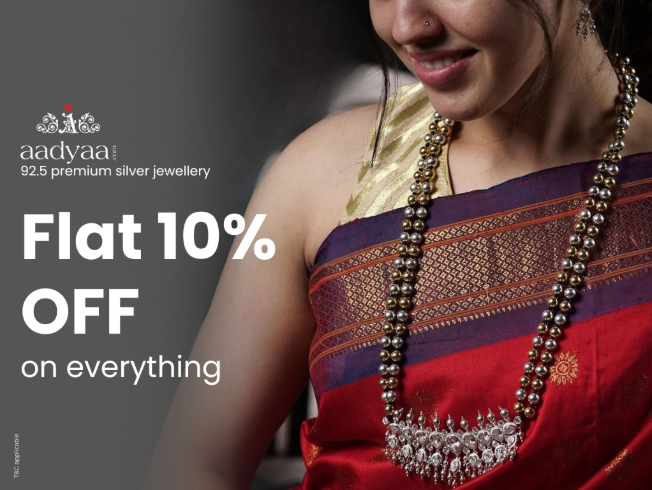 aadyaa
92.5 premium silver jewellery
Flat 10%
OFF
on everything
T&C applicable